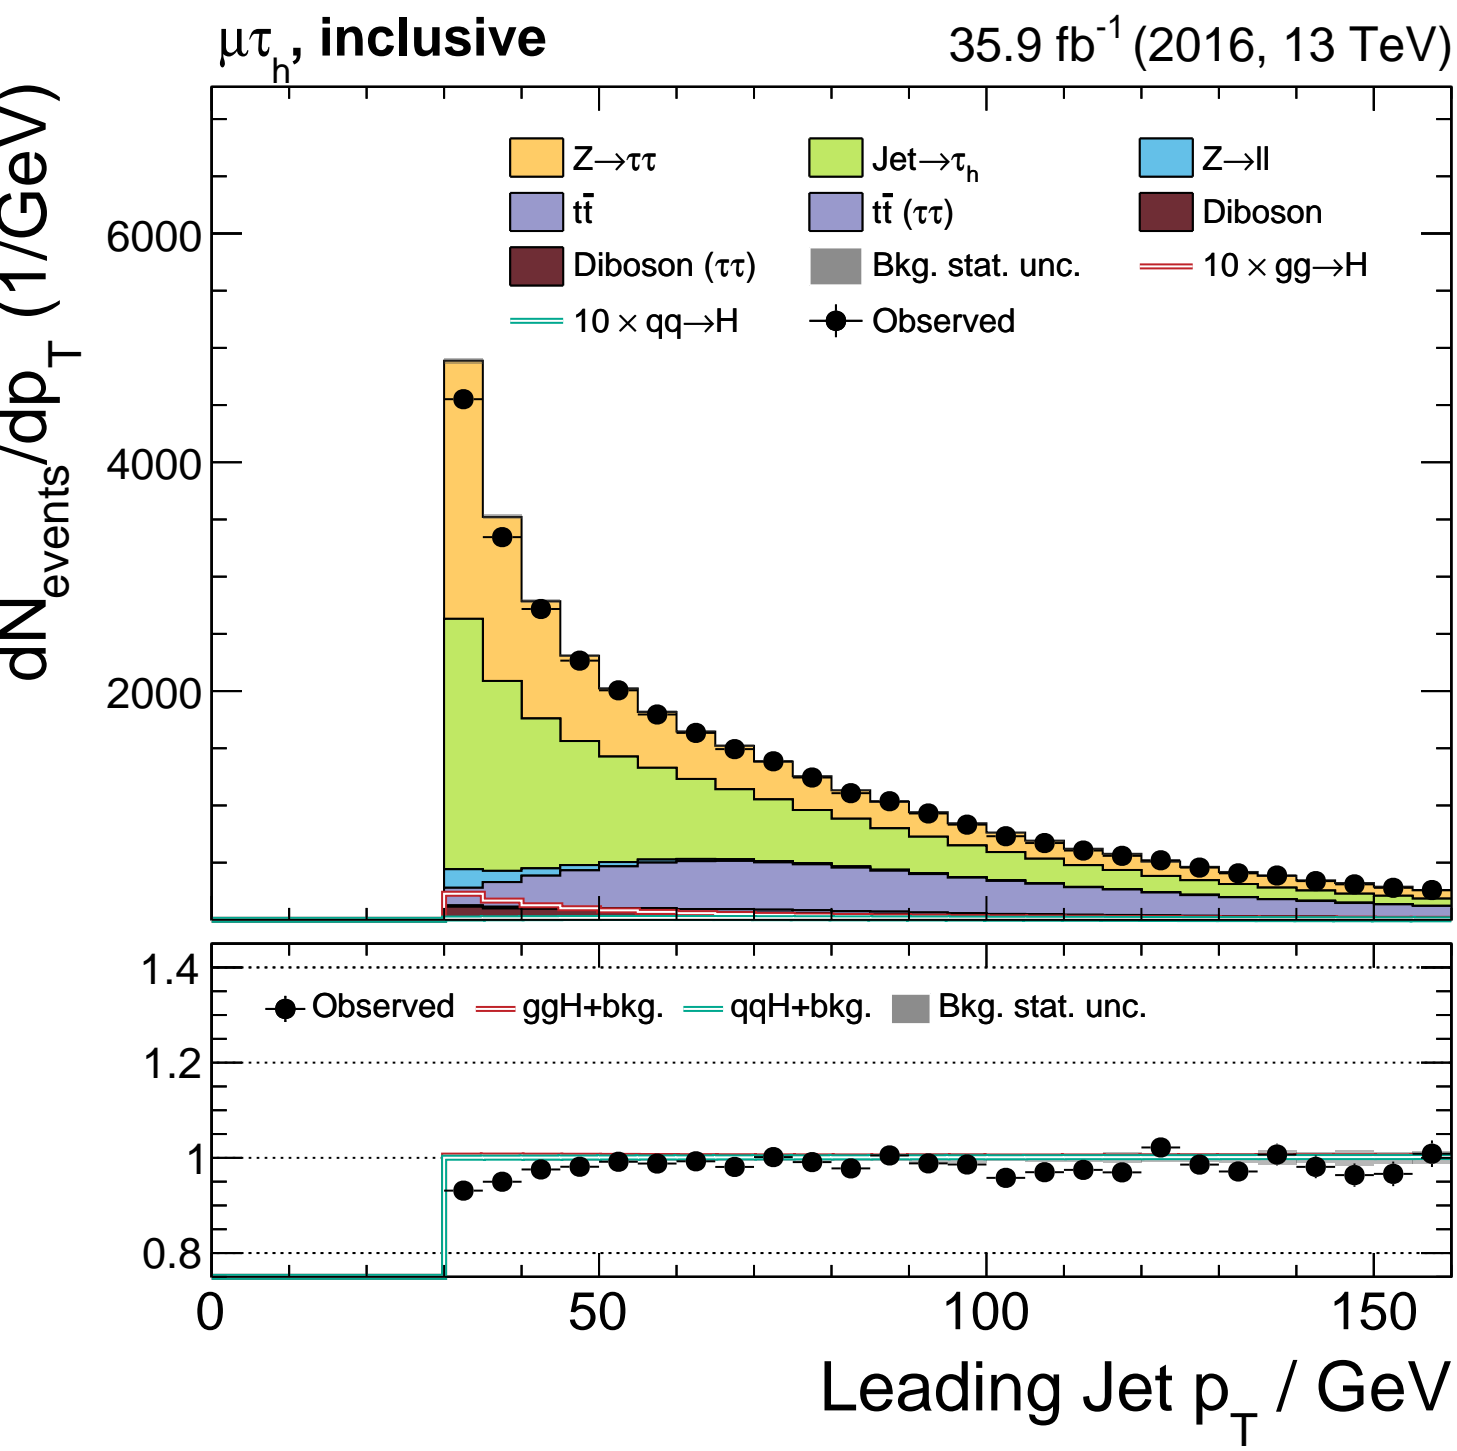 μτh, inclusive
35.9 fb-1 (2016, 13 TeV)
dNevents/dpT (1/GeV)
6000
4000
2000
Z→ττ
Jet→τh
Z→ll
tt̄
tt̄ (ττ)
Diboson
Diboson (ττ)
Bkg. stat. unc.
10 × gg→H
10 × qq→H
Observed
1.4
1.2
1
0.8
Observed
ggH+bkg.
qqH+bkg.
Bkg. stat. unc.
0
50
100
150
Leading Jet pT / GeV